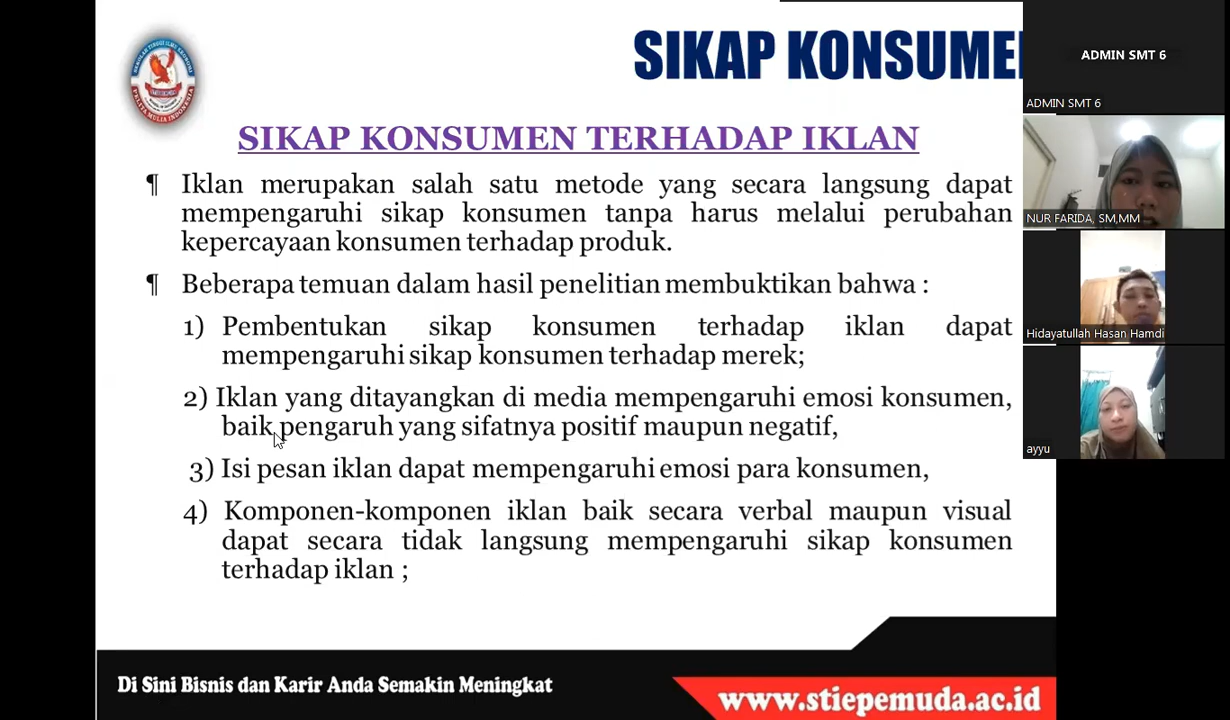 SIKAP KONSUME
SIKAP KONSUMEN TERHADAP IKLAN
¶ Iklan merupakan salah satu metode yang secara langsung dapat
mempengaruhi sikap konsumen tanpa harus melalui perubahan
kepercayaan konsumen terhadap produk.
¶ Beberapa temuan dalam hasil penelitian membuktikan bahwa :
1) Pembentukan sikap konsumen terhadap iklan dapat
mempengaruhi sikap konsumen terhadap merek;
2) Iklan yang ditayangkan di media mempengaruhi emosi konsumen,
baik pengaruh yang sifatnya positif maupun negatif,
3) Isi pesan iklan dapat mempengaruhi emosi para konsumen,
4) Komponen-komponen iklan baik secara verbal maupun visual
dapat secara tidak langsung mempengaruhi sikap konsumen
terhadap iklan ;
Di Sini Bisnis dan Karir Anda Semakin Meningkat
www.stiepemuda.ac.id
ADMIN SMT 6
ADMIN SMT 6
NUR FARIDA, SM,MM
Hidayatullah Hasan Hamdi
ayyu